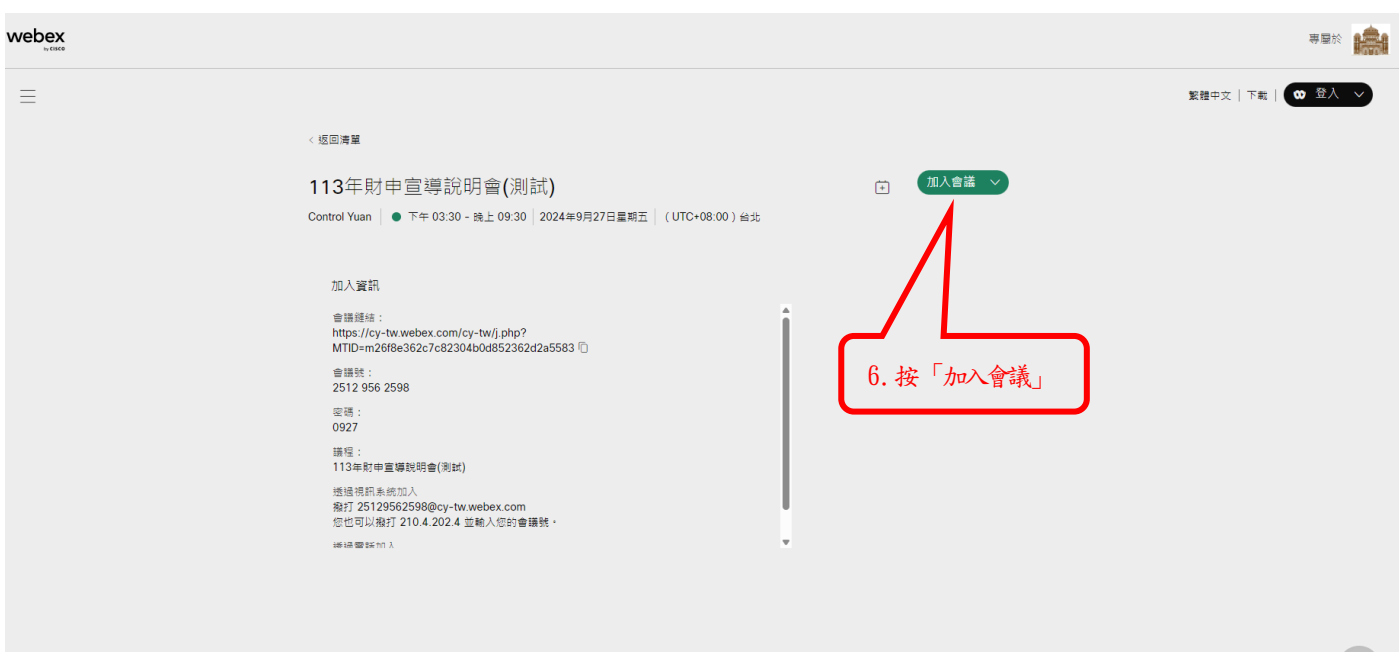 webex
by CISCO
專屬於
繁體中文 | 下載 | 登入
返回清單
113年財申宣導說明會(測試)
加入會議
Control Yuan | 下午 03:30 - 晚上 09:30 | 2024年9月27日星期五 | (UTC+08:00) 台北
加入資訊
會議鏈結：
https://cy-tw.webex.com/cy-tw/j.php?
MTID=m26f8e362c7c82304b0d852362d2a5583
會議號：
2512 956 2598
密碼：
0927
議程：
113年財申宣導說明會(測試)
透過視訊系統加入
撥打 25129562598@cy-tw.webex.com
您也可以撥打 210.4.202.4 並輸入您的會議號。
透過電話加入
6.按「加入會議」